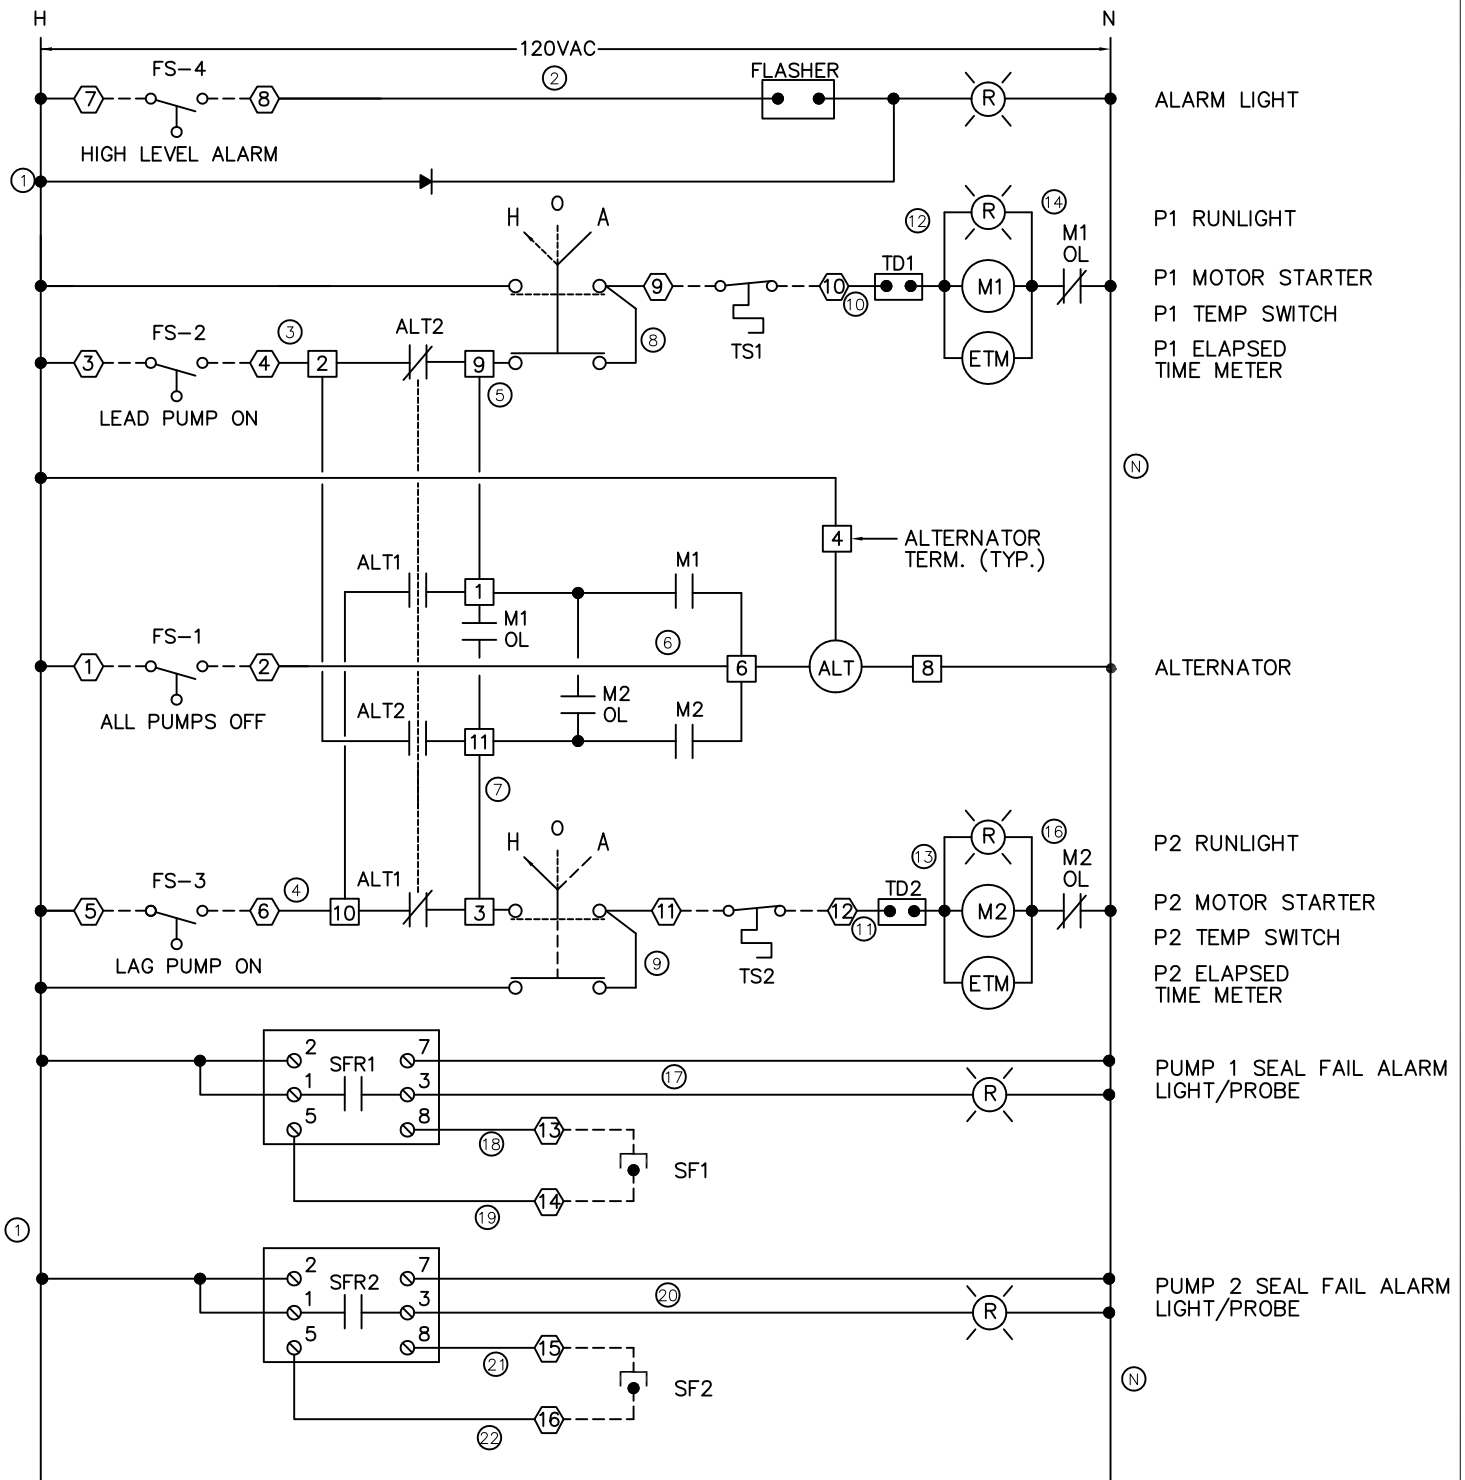 H N
120VAC
FS-4 2 FLASHER
7 8 R ALARM LIGHT
HIGH LEVEL ALARM
1
H O A 12 R 14 P1 RUNLIGHT
M1
OL
9 10 10 TD1 M1 P1 MOTOR STARTER
P1 TEMP SWITCH
FS-2 3 ALT2 8 TS1
3 4 2 9 5 ETM P1 ELAPSED
TIME METER
LEAD PUMP ON
N
4 ALTERNATOR
TERM. (TYP.)
ALT1 1 M1
M1
OL
FS-1 6
1 2 6 ALT 8 ALTERNATOR
ALL PUMPS OFF
M2
OL
ALT2 11 M2
7
H O A 13 R 16 P2 RUNLIGHT
M2
OL
FS-3 4 ALT1
5 6 10 3 11 12 11 TD2 M2 P2 MOTOR STARTER
P2 TEMP SWITCH
LAG PUMP ON 9 TS2 ETM P2 ELAPSED
TIME METER
2 SFR1 7 PUMP 1 SEAL FAIL ALARM
1 3 17 R LIGHT/PROBE
5 8 18 13
SF1
19 14
1
2 SFR2 7 PUMP 2 SEAL FAIL ALARM
1 3 20 R LIGHT/PROBE
5 8 21 15
SF2 N
22 16